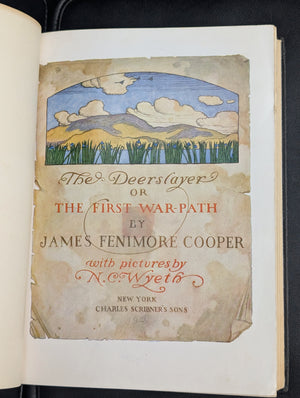 The Deerslayer
OR
THE FIRST WAR-PATH
BY
JAMES FENIMORE COOPER
with pictures by
N.C. Wyeth
NEW YORK
CHARLES SCRIBNER'S SONS